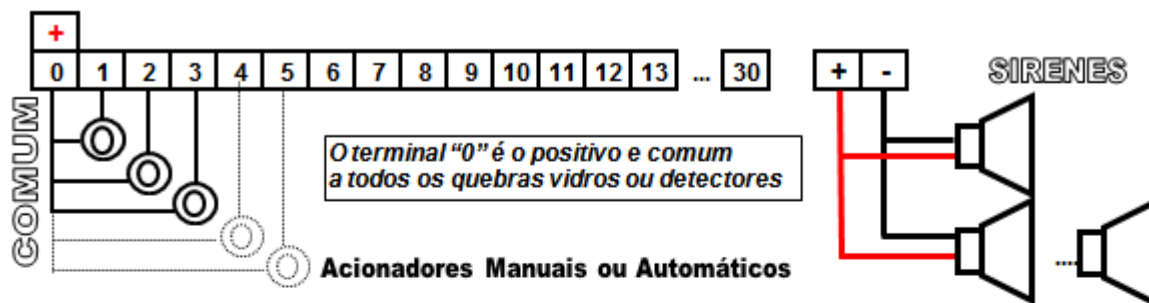 +
0 1 2 3 4 5 6 7 8 9 10 11 12 13 ... 30 + -
SIRENES
COMUM
O terminal “0” é o positivo e comum
a todos os quebras vidros ou detectores
Acionadores Manuais ou Automáticos
....